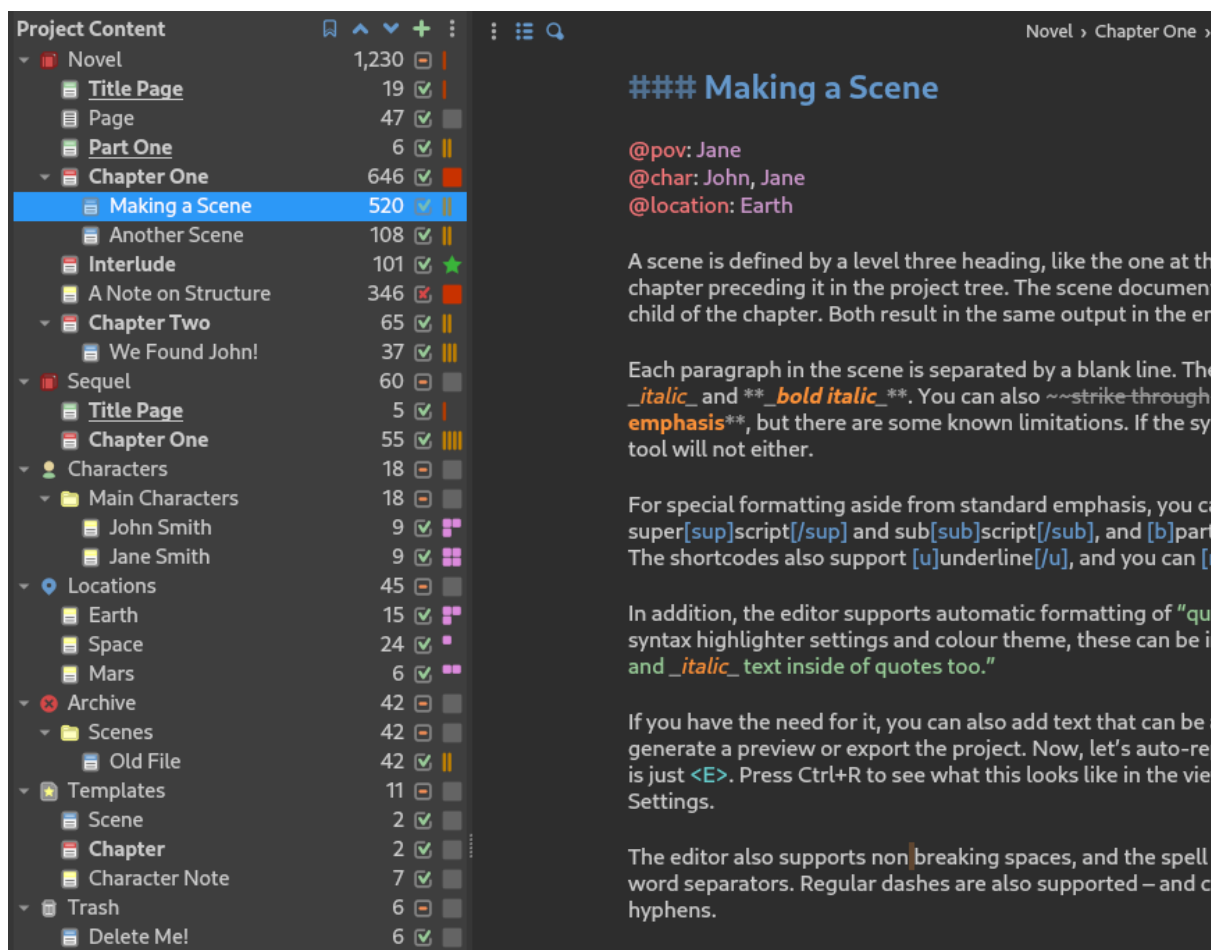 Project Content
Novel 1,230
Title Page 19
Page 47
Part One 6
Chapter One 646
Making a Scene 520
Another Scene 108
Interlude 101
A Note on Structure 346
Chapter Two 65
We Found John! 37
Sequel 60
Title Page 5
Chapter One 55
Characters 18
Main Characters 18
John Smith 9
Jane Smith 9
Locations 45
Earth 15
Space 24
Mars 6
Archive 42
Scenes 42
Old File 42
Templates 11
Scene 2
Chapter 2
Character Note 7
Trash 6
Delete Me! 6
Novel › Chapter One ›
### Making a Scene
@pov: Jane
@char: John, Jane
@location: Earth
A scene is defined by a level three heading, like the one at th
chapter preceding it in the project tree. The scene document
child of the chapter. Both result in the same output in the en
Each paragraph in the scene is separated by a blank line. The
_italic_ and **_bold italic_**. You can also ~~strike through
emphasis**, but there are some known limitations. If the sy
tool will not either.
For special formatting aside from standard emphasis, you ca
super[sup]script[/sup] and sub[sub]script[/sub], and [b]part
The shortcodes also support [u]underline[/u], and you can [
In addition, the editor supports automatic formatting of “qu
syntax highlighter settings and colour theme, these can be i
and _italic_ text inside of quotes too.”
If you have the need for it, you can also add text that can be
generate a preview or export the project. Now, let’s auto-re
is just <E>. Press Ctrl+R to see what this looks like in the vie
Settings.
The editor also supports non breaking spaces, and the spell
word separators. Regular dashes are also supported – and c
hyphens.